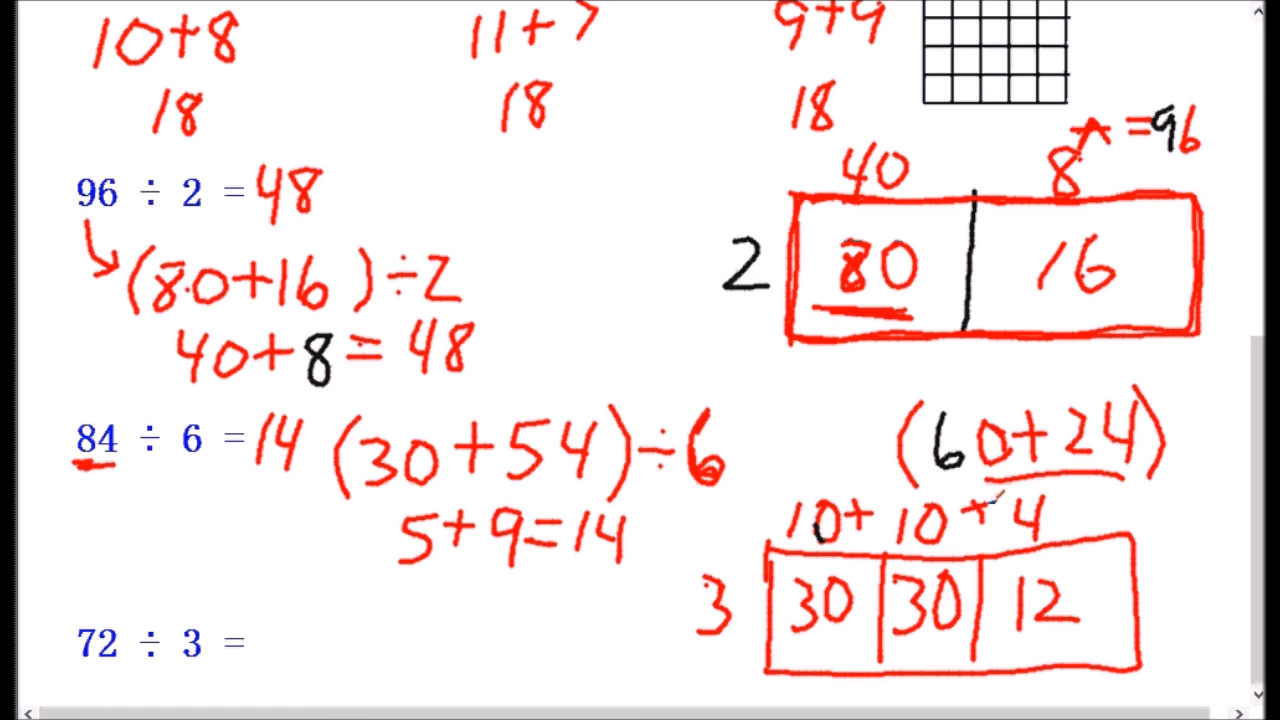 10+8 11+7 9+9
18 18 18
A =96
40 8
96 ÷ 2 = 48
2 80 16
(80+16) ÷2
40+8=48
84 ÷ 6 = 14 (30+54)÷6 (60+24)
5+9=14 10+10+4
3 30 30 12
72 ÷ 3 =